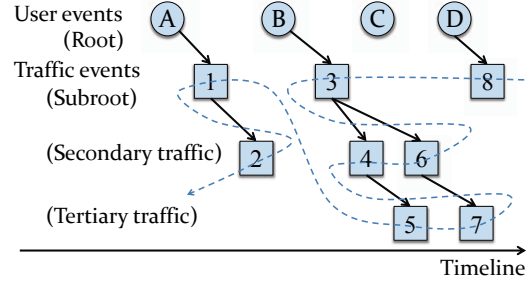 User events
(Root)
A B C D
Traffic events
(Subroot)
1 3 8
(Secondary traffic)
2 4 6
(Tertiary traffic)
5 7
Timeline